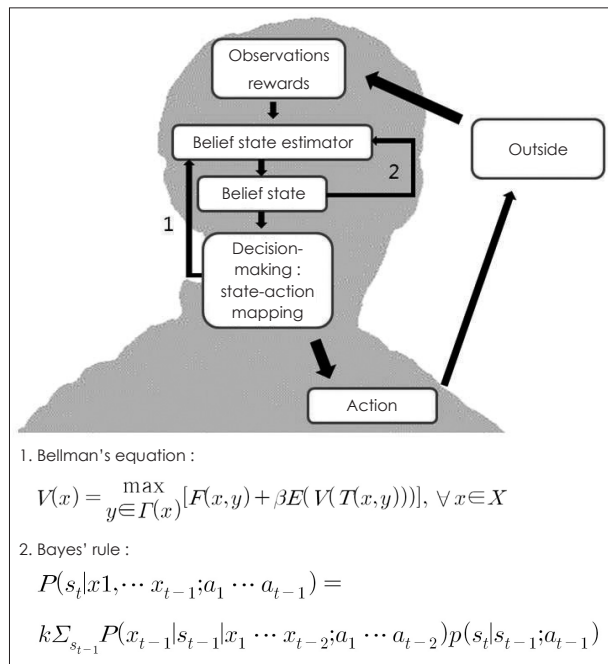 Observations
rewards
Belief state estimator
Outside
2
Belief state
1
Decision-
making :
state-action
mapping
Action
1. Bellman's equation :
V(x) = max y∈Γ(x) [F(x,y) + βE(V(T(x,y)))], ∀x∈X
2. Bayes' rule :
P(s_t|x1,⋯ x_{t−1};a_1 ⋯ a_{t−1}) =
kΣ_{s_{t−1}}P(x_{t−1}|s_{t−1}|x_1 ⋯ x_{t−2};a_1 ⋯ a_{t−2})p(s_t|s_{t−1};a_{t−1})